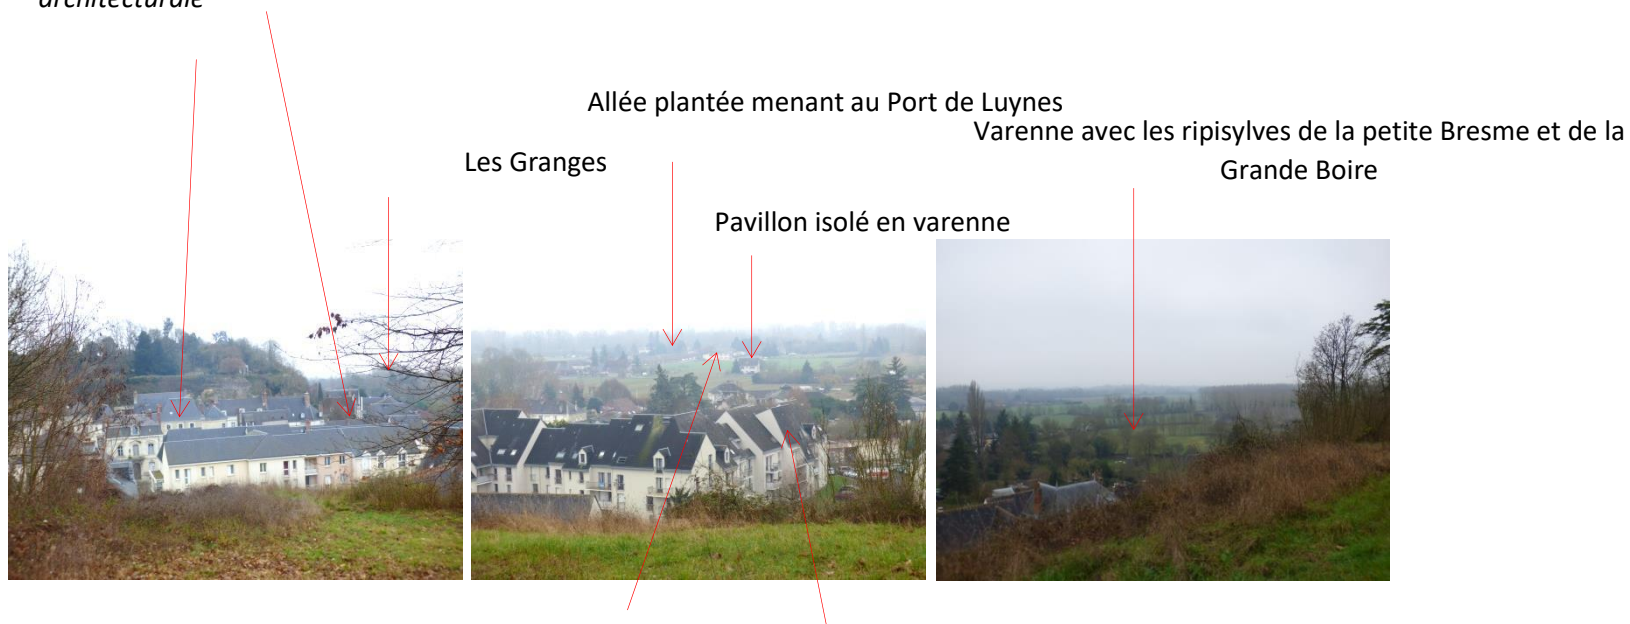 architecturale
Allée plantée menant au Port de Luynes
Varenne avec les ripisylves de la petite Bresme et de la
Grande Boire
Les Granges
Pavillon isolé en varenne